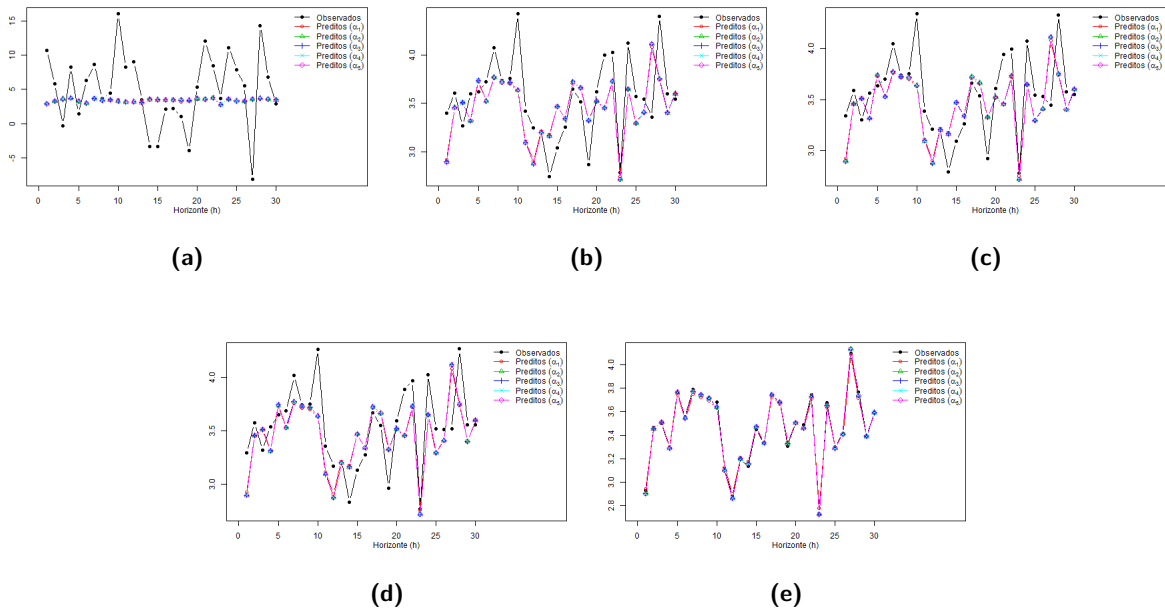 15
10
5
0
-5
0 5 10 15 20 25 30
Horizonte (h)
Observados
Preditos (α₁)
Preditos (α₂)
Preditos (α₃)
Preditos (α₄)
Preditos (α₅)
(a)
4.0
3.5
3.0
0 5 10 15 20 25 30
Horizonte (h)
Observados
Preditos (α₁)
Preditos (α₂)
Preditos (α₃)
Preditos (α₄)
Preditos (α₅)
(b)
4.0
3.5
3.0
0 5 10 15 20 25 30
Horizonte (h)
Observados
Preditos (α₁)
Preditos (α₂)
Preditos (α₃)
Preditos (α₄)
Preditos (α₅)
(c)
4.0
3.5
3.0
0 5 10 15 20 25 30
Horizonte (h)
Observados
Preditos (α₁)
Preditos (α₂)
Preditos (α₃)
Preditos (α₄)
Preditos (α₅)
(d)
4.0
3.8
3.6
3.4
3.2
3.0
2.8
0 5 10 15 20 25 30
Horizonte (h)
Observados
Preditos (α₁)
Preditos (α₂)
Preditos (α₃)
Preditos (α₄)
Preditos (α₅)
(e)